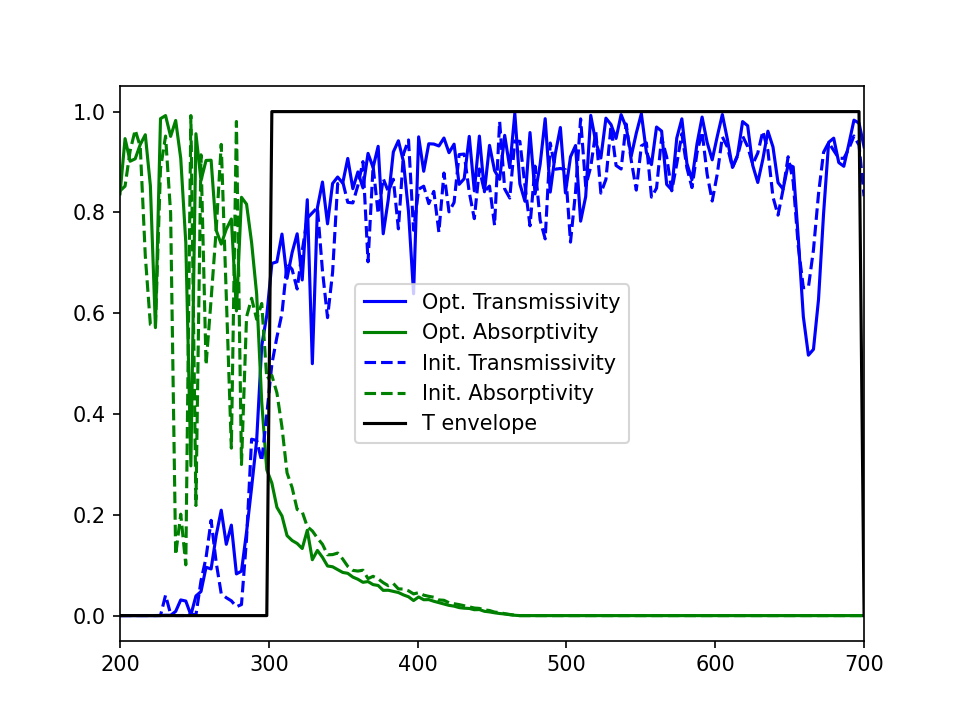 1.0
0.8
0.6
0.4
0.2
0.0
Opt. Transmissivity
Opt. Absorptivity
Init. Transmissivity
Init. Absorptivity
T envelope
200 300 400 500 600 700